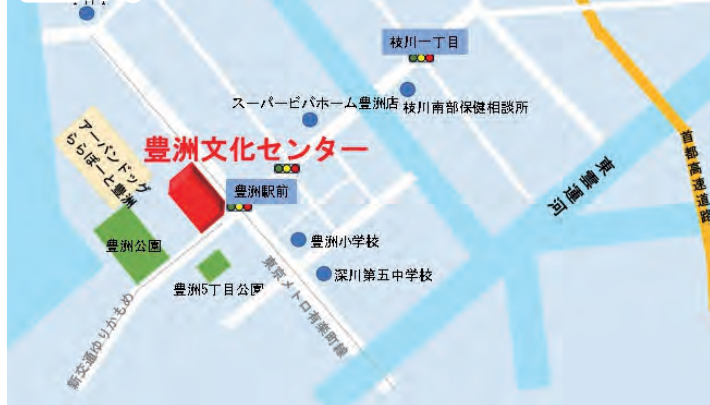 枝川一丁目
スーパービバホーム豊洲店
枝川南部保健相談所
アーバンドッグ
ららぽーと豊洲
豊洲文化センター
豊洲駅前
東雲運河
首都高速道路
豊洲公園
豊洲小学校
深川第五中学校
豊洲5丁目公園
東京メトロ有楽町線
新交通ゆりかもめ